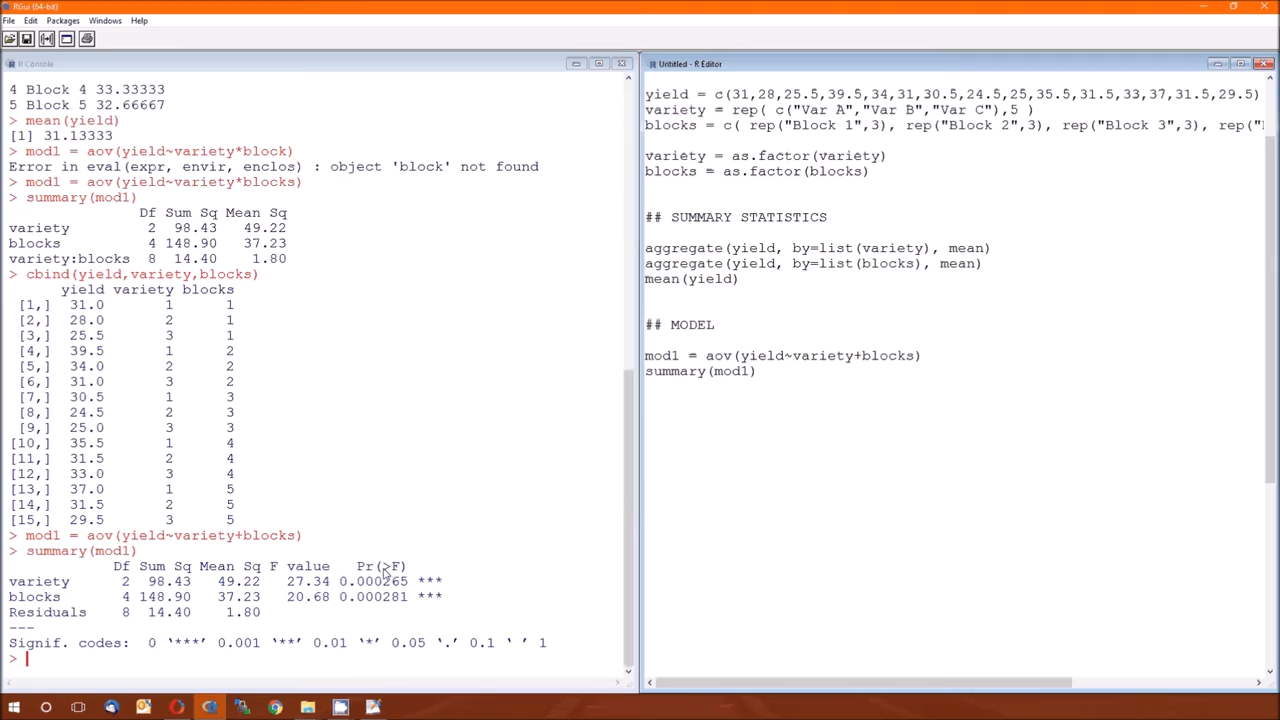 RGui (64-bit)
File Edit Packages Windows Help
R Console
4 Block 4 33.33333
5 Block 5 32.66667
> mean(yield)
[1] 31.13333
> mod1 = aov(yield~variety*block)
Error in eval(expr, envir, enclos) : object 'block' not found
> mod1 = aov(yield~variety*blocks)
> summary(mod1)
Df Sum Sq Mean Sq
variety 2 98.43 49.22
blocks 4 148.90 37.23
variety:blocks 8 14.40 1.80
> cbind(yield,variety,blocks)
yield variety blocks
[1,] 31.0 1 1
[2,] 28.0 2 1
[3,] 25.5 3 1
[4,] 39.5 1 2
[5,] 34.0 2 2
[6,] 31.0 3 2
[7,] 30.5 1 3
[8,] 24.5 2 3
[9,] 25.0 3 3
[10,] 35.5 1 4
[11,] 31.5 2 4
[12,] 33.0 3 4
[13,] 37.0 1 5
[14,] 31.5 2 5
[15,] 29.5 3 5
> mod1 = aov(yield~variety+blocks)
> summary(mod1)
Df Sum Sq Mean Sq F value Pr(>F)
variety 2 98.43 49.22 27.34 0.000265 ***
blocks 4 148.90 37.23 20.68 0.000281 ***
Residuals 8 14.40 1.80
---
Signif. codes: 0 ‘***’ 0.001 ‘**’ 0.01 ‘*’ 0.05 ‘.’ 0.1 ‘ ’ 1
>
Untitled - R Editor
yield = c(31,28,25.5,39.5,34,31,30.5,24.5,25,35.5,31.5,33,37,31.5,29.5)
variety = rep( c("Var A","Var B","Var C"),5 )
blocks = c( rep("Block 1",3), rep("Block 2",3), rep("Block 3",3), rep("
variety = as.factor(variety)
blocks = as.factor(blocks)
## SUMMARY STATISTICS
aggregate(yield, by=list(variety), mean)
aggregate(yield, by=list(blocks), mean)
mean(yield)
## MODEL
mod1 = aov(yield~variety+blocks)
summary(mod1)